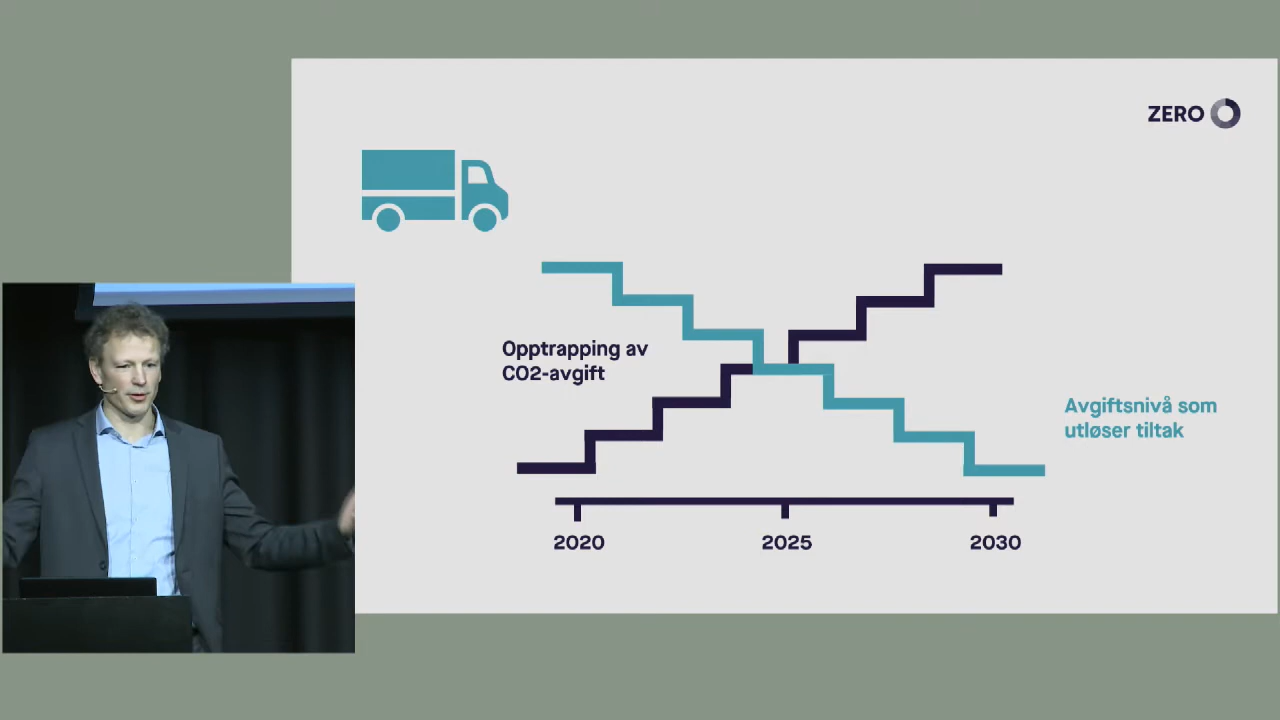 ZERO
Opptrapping av
CO2-avgift
Avgiftsnivå som
utløser tiltak
2020
2025
2030